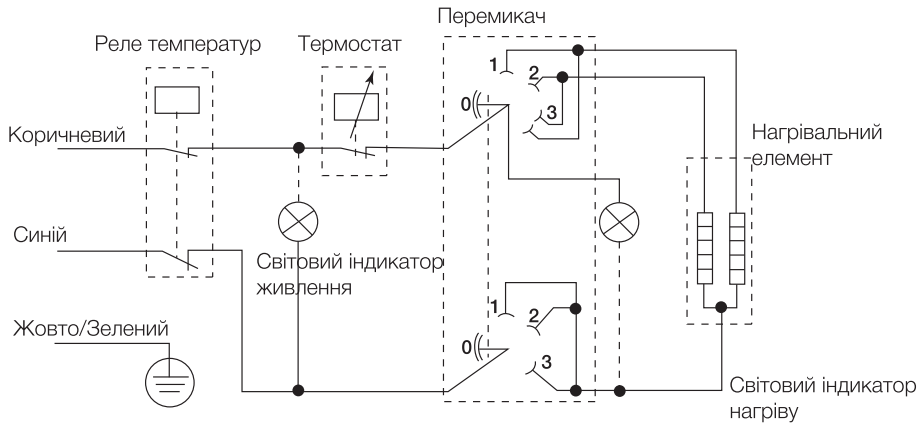 Перемикач
Реле температур
Термостат
1
2
0
3
Коричневий
Нагрівальний
елемент
Синій
Світовий індикатор
живлення
1
2
Жовто/Зелений
0
3
Світовий індикатор
нагріву